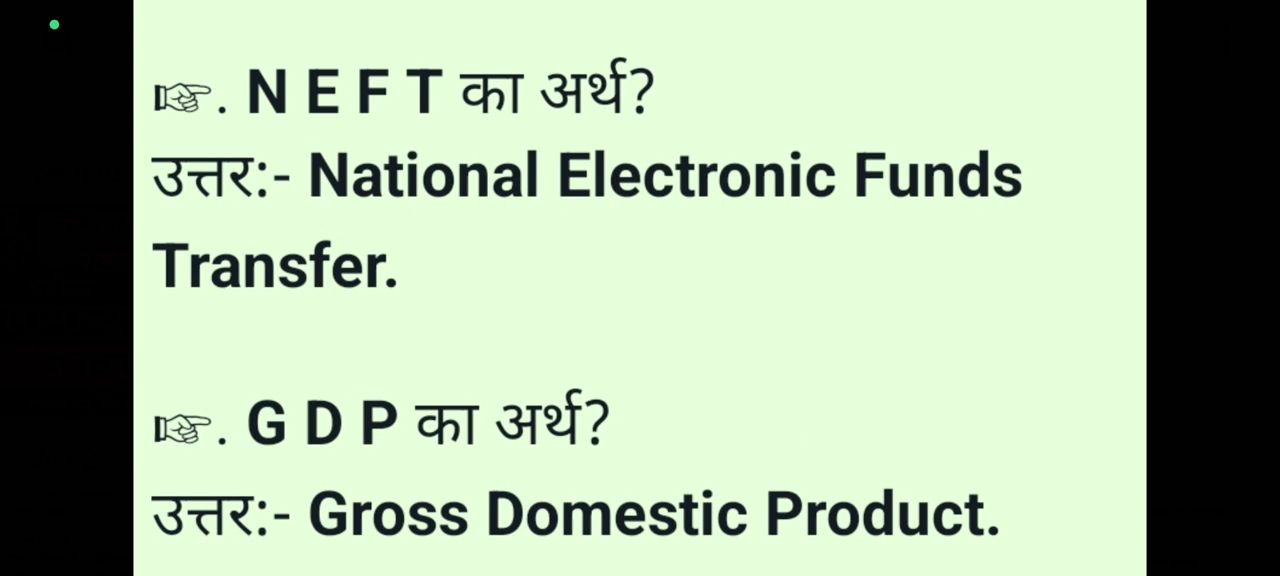 ☞. N E F T का अर्थ?
उत्तर:- National Electronic Funds
Transfer.
☞. G D P का अर्थ?
उत्तर:- Gross Domestic Product.